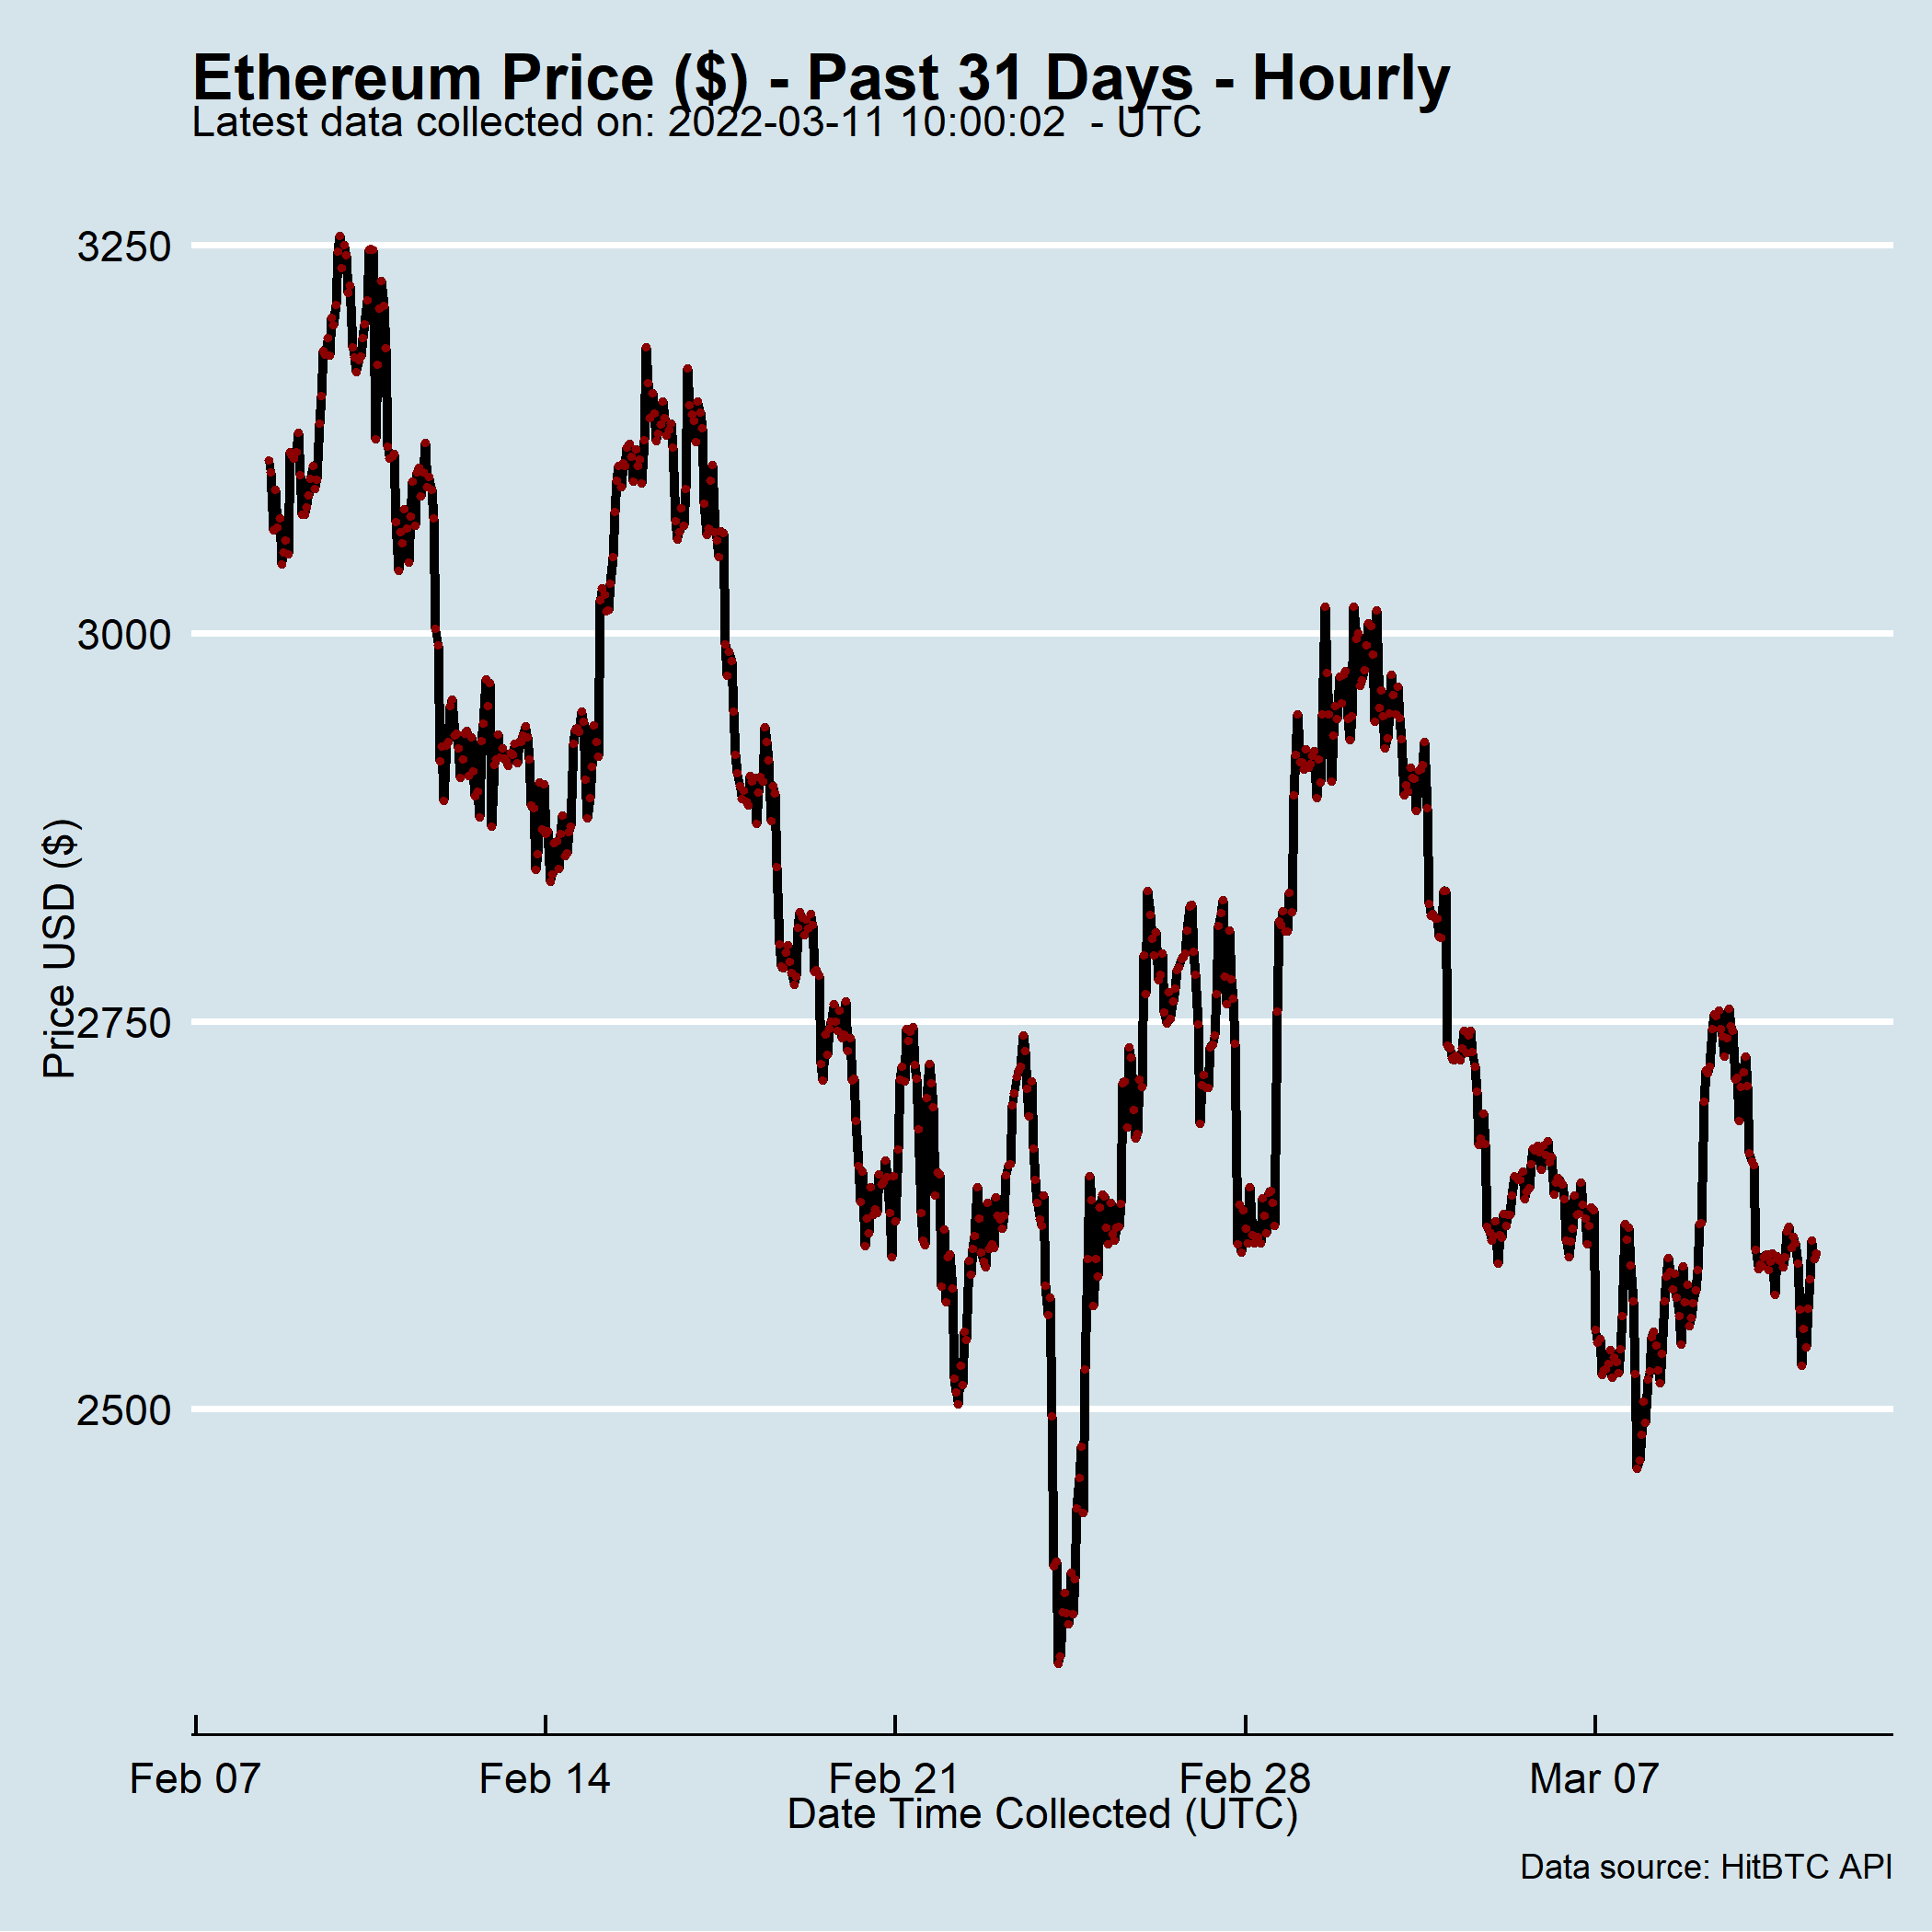 Ethereum Price ($) - Past 31 Days - Hourly
Latest data collected on: 2022-03-11 10:00:02  - UTC
3250
3000
2750
2500
Price USD ($)
Feb 07 Feb 14 Feb 21 Feb 28 Mar 07
Date Time Collected (UTC)
Data source: HitBTC API